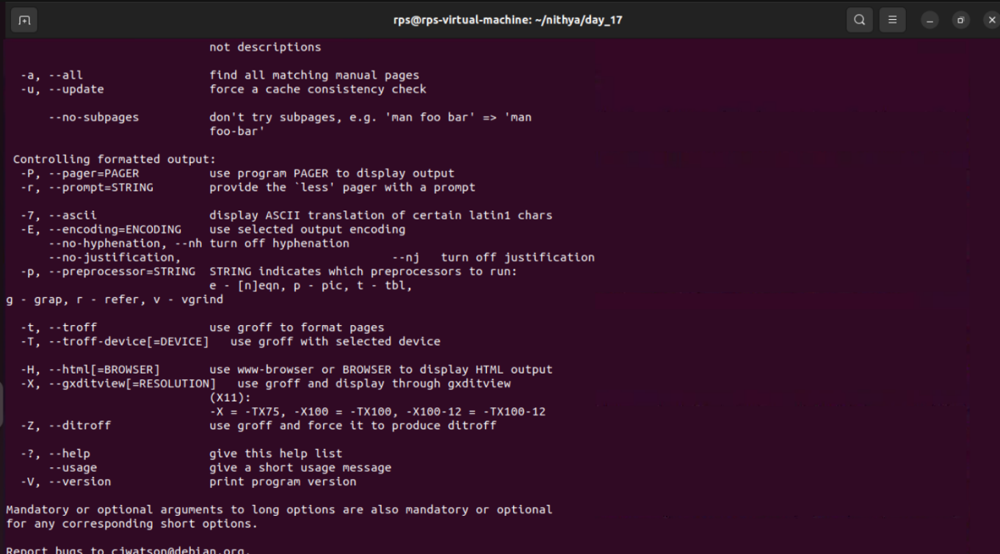 rps@rps-virtual-machine: ~/nithya/day_17
not descriptions
-a, --all find all matching manual pages
-u, --update force a cache consistency check
--no-subpages don't try subpages, e.g. 'man foo bar' => 'man
foo-bar'
Controlling formatted output:
-P, --pager=PAGER use program PAGER to display output
-r, --prompt=STRING provide the `less' pager with a prompt
-7, --ascii display ASCII translation of certain latin1 chars
-E, --encoding=ENCODING use selected output encoding
--no-hyphenation, --nh turn off hyphenation
--no-justification, --nj turn off justification
-p, --preprocessor=STRING STRING indicates which preprocessors to run:
e - [n]eqn, p - pic, t - tbl,
g - grap, r - refer, v - vgrind
-t, --troff use groff to format pages
-T, --troff-device[=DEVICE] use groff with selected device
-H, --html[=BROWSER] use www-browser or BROWSER to display HTML output
-X, --gxditview[=RESOLUTION] use groff and display through gxditview
(X11):
-X = -TX75, -X100 = -TX100, -X100-12 = -TX100-12
-Z, --ditroff use groff and force it to produce ditroff
-?, --help give this help list
--usage give a short usage message
-V, --version print program version
Mandatory or optional arguments to long options are also mandatory or optional
for any corresponding short options.
Report bugs to cjwatson@debian.org.